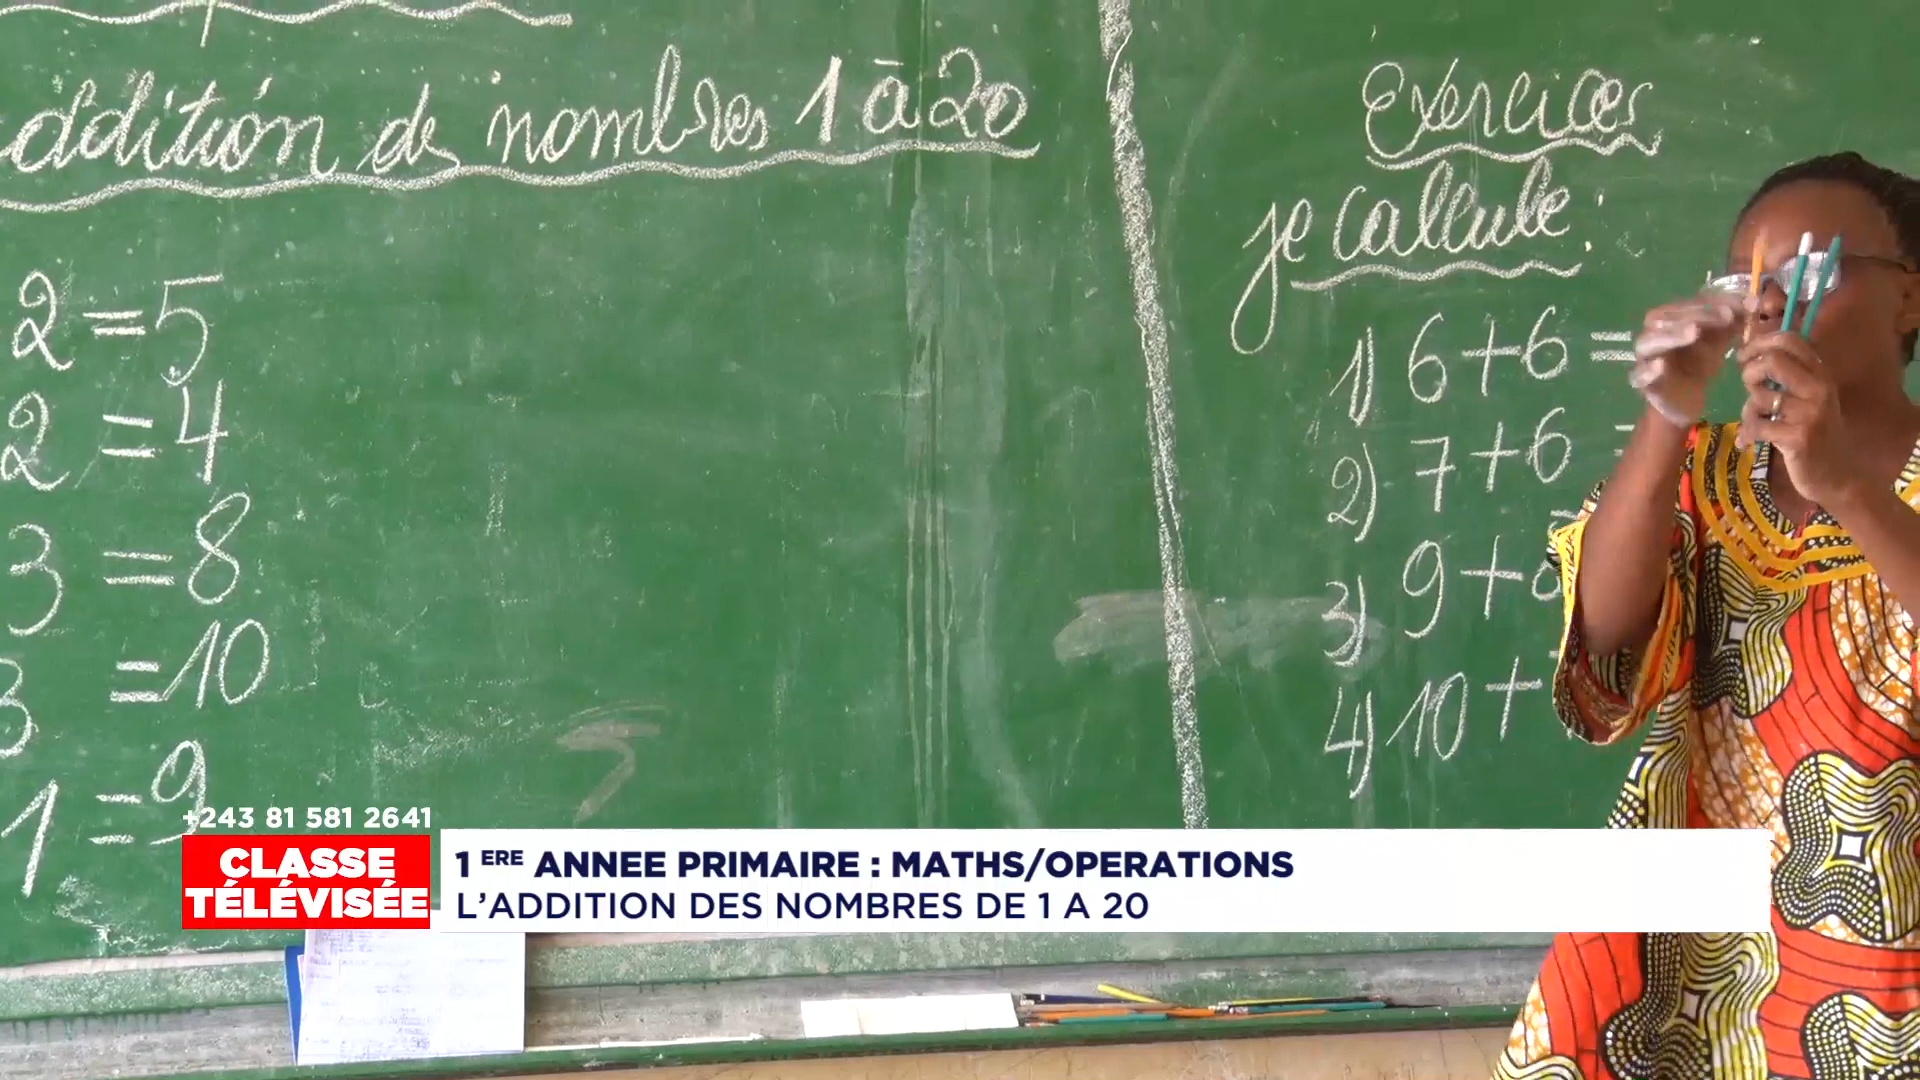 addition de nombres 1 à 20
2 = 5
2 = 4
3 = 8
3 = 10
1 = 9
Exercices
je calcule :
1) 6 + 6 =
2) 7 + 6 =
3) 9 + 8
4) 10 +
+243 81 581 2641
CLASSE
TÉLÉVISÉE
1 ERE ANNEE PRIMAIRE : MATHS/OPERATIONS
L'ADDITION DES NOMBRES DE 1 A 20